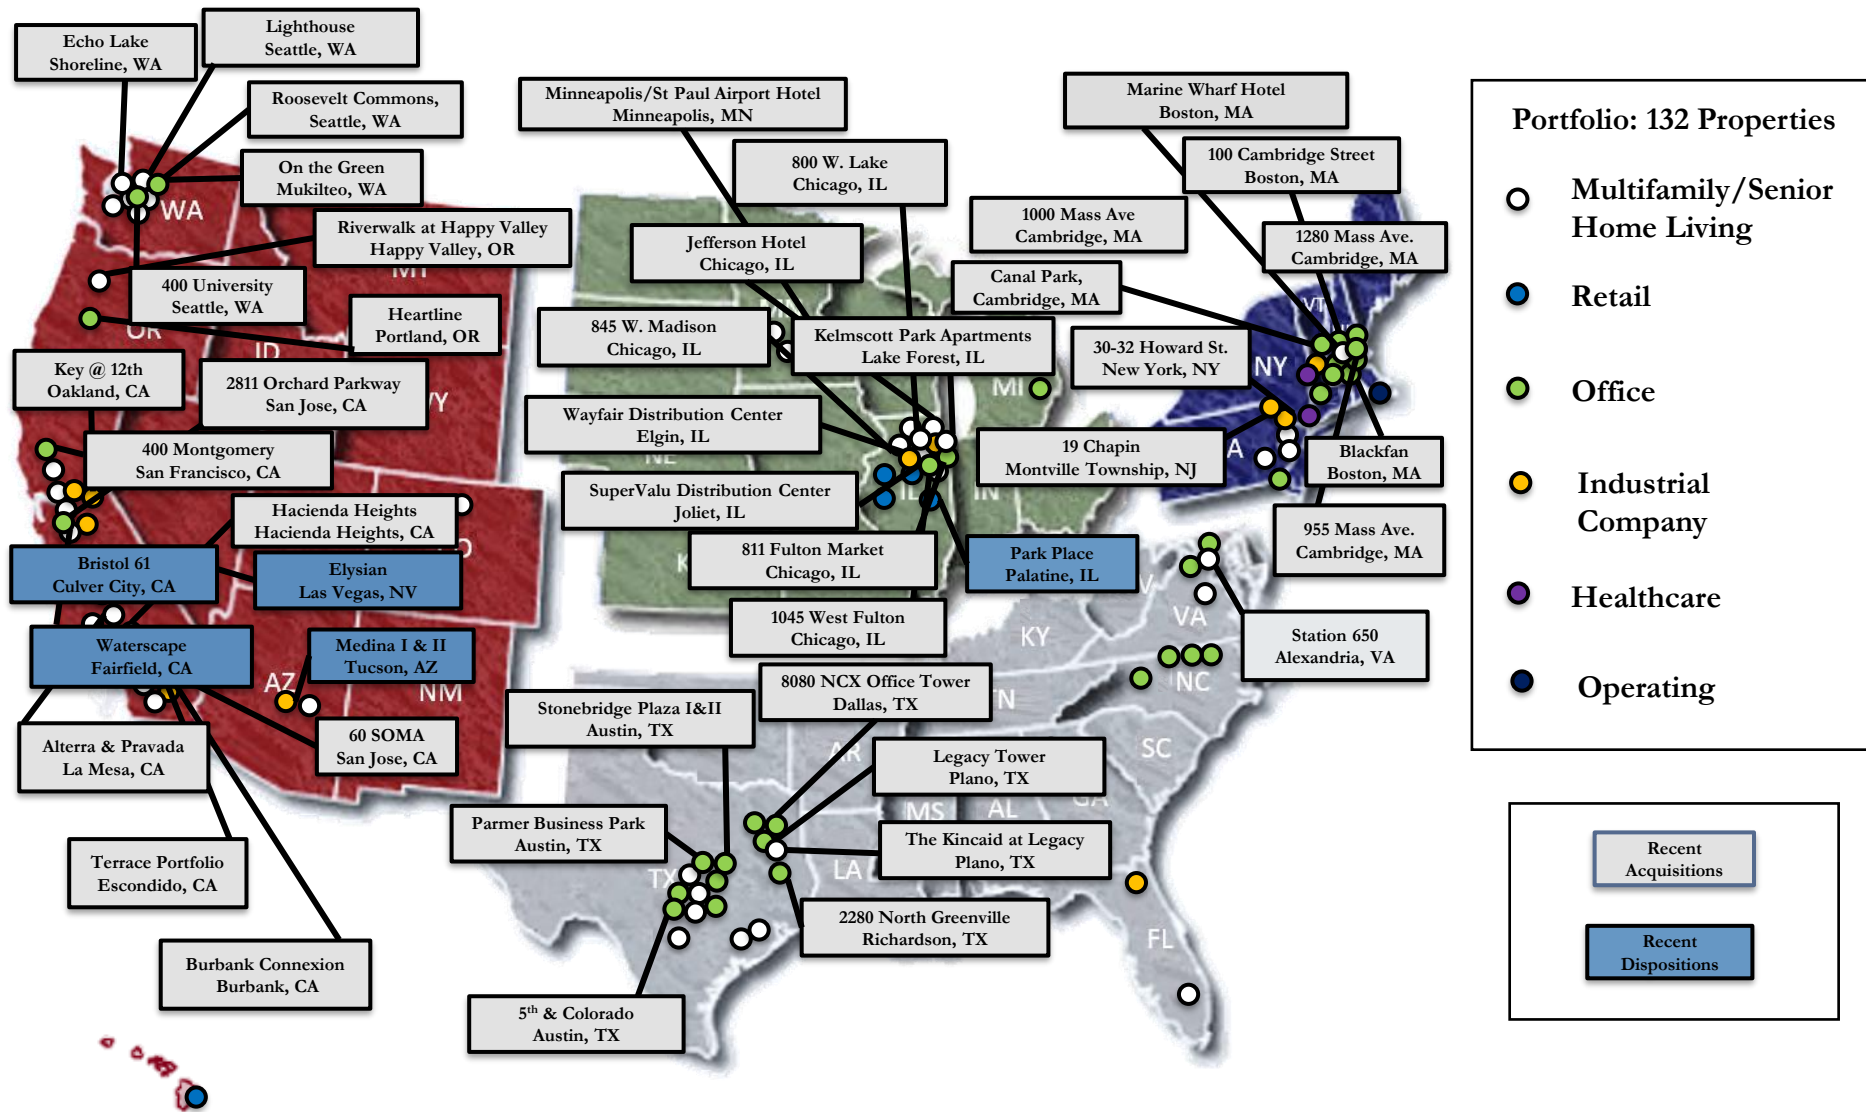 Echo Lake
Shoreline, WA
Lighthouse
Seattle, WA
Roosevelt Commons,
Seattle, WA
On the Green
Mukilteo, WA
Riverwalk at Happy Valley
Happy Valley, OR
400 University
Seattle, WA
Heartline
Portland, OR
Key @ 12th
Oakland, CA
2811 Orchard Parkway
San Jose, CA
400 Montgomery
San Francisco, CA
Hacienda Heights
Hacienda Heights, CA
Bristol 61
Culver City, CA
Elysian
Las Vegas, NV
Waterscape
Fairfield, CA
Medina I & II
Tucson, AZ
Alterra & Pravada
La Mesa, CA
60 SOMA
San Jose, CA
Terrace Portfolio
Escondido, CA
Burbank Connexion
Burbank, CA
WA
OR
ID
MT
AZ
NM
Minneapolis/St Paul Airport Hotel
Minneapolis, MN
800 W. Lake
Chicago, IL
Jefferson Hotel
Chicago, IL
845 W. Madison
Chicago, IL
Kelmscott Park Apartments
Lake Forest, IL
Wayfair Distribution Center
Elgin, IL
SuperValu Distribution Center
Joliet, IL
811 Fulton Market
Chicago, IL
Park Place
Palatine, IL
1045 West Fulton
Chicago, IL
NE
MI
IL
IN
Marine Wharf Hotel
Boston, MA
100 Cambridge Street
Boston, MA
1000 Mass Ave
Cambridge, MA
1280 Mass Ave.
Cambridge, MA
Canal Park,
Cambridge, MA
30-32 Howard St.
New York, NY
19 Chapin
Montville Township, NJ
Blackfan
Boston, MA
955 Mass Ave.
Cambridge, MA
VT
NY
Station 650
Alexandria, VA
8080 NCX Office Tower
Dallas, TX
Stonebridge Plaza I&II
Austin, TX
Legacy Tower
Plano, TX
Parmer Business Park
Austin, TX
The Kincaid at Legacy
Plano, TX
2280 North Greenville
Richardson, TX
5th & Colorado
Austin, TX
KY
VA
TN
NC
SC
AR
MS
AL
GA
TX
LA
FL
Portfolio: 132 Properties
Multifamily/Senior
Home Living
Retail
Office
Industrial
Company
Healthcare
Operating
Recent
Acquisitions
Recent
Dispositions